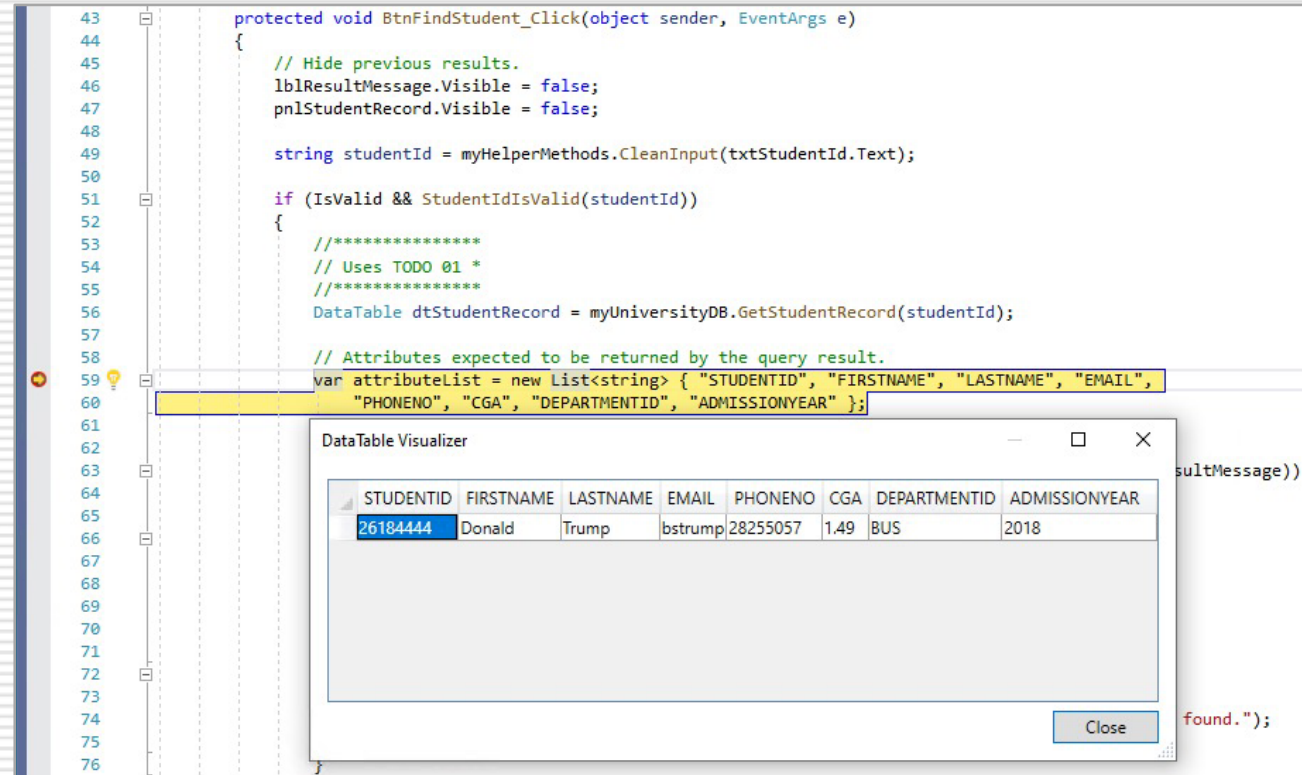 43 protected void BtnFindStudent_Click(object sender, EventArgs e)
44 {
45 // Hide previous results.
46 lblResultMessage.Visible = false;
47 pnlStudentRecord.Visible = false;
48
49 string studentId = myHelperMethods.CleanInput(txtStudentId.Text);
50
51 if (IsValid && StudentIdIsValid(studentId))
52 {
53 //***************
54 // Uses TODO 01 *
55 //***************
56 DataTable dtStudentRecord = myUniversityDB.GetStudentRecord(studentId);
57
58 // Attributes expected to be returned by the query result.
59 var attributeList = new List<string> { "STUDENTID", "FIRSTNAME", "LASTNAME", "EMAIL",
60 "PHONENO", "CGA", "DEPARTMENTID", "ADMISSIONYEAR" };
61
62 DataTable Visualizer
63 sultMessage))
64 STUDENTID FIRSTNAME LASTNAME EMAIL PHONENO CGA DEPARTMENTID ADMISSIONYEAR
65 26184444 Donald Trump bstrump 28255057 1.49 BUS 2018
66
67
68
69
70
71
72
73
74 found.");
Close
75
76 }